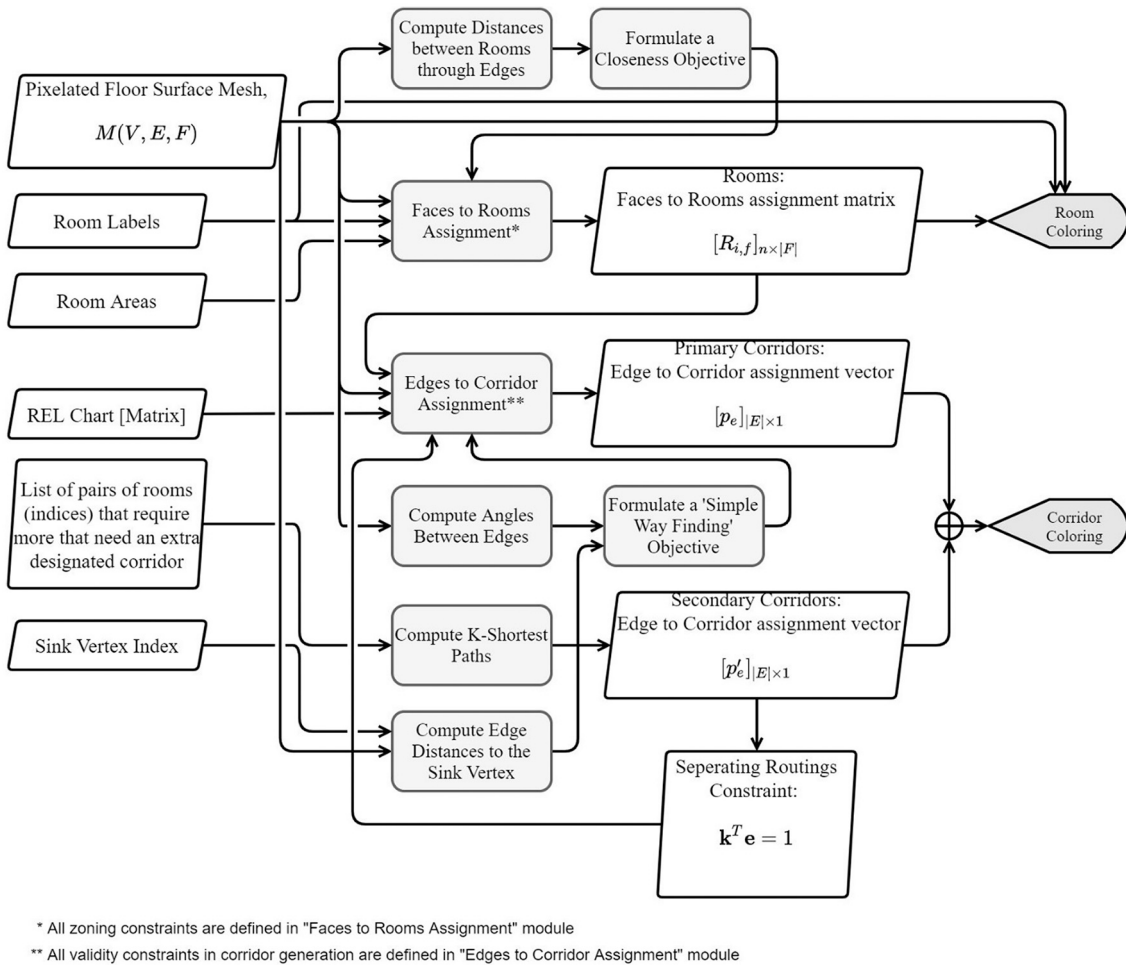 Compute Distances
between Rooms
through Edges
Formulate a
Closeness Objective
Pixelated Floor Surface Mesh,
M(V, E, F)
Room Labels
Room Areas
Faces to Rooms
Assignment*
Rooms:
Faces to Rooms assignment matrix
[R_{i,f}]_{n×|F|}
Room
Coloring
REL Chart [Matrix]
Edges to Corridor
Assignment**
Primary Corridors:
Edge to Corridor assignment vector
[p_e]_{|E|×1}
List of pairs of rooms
(indices) that require
more that need an extra
designated corridor
Compute Angles
Between Edges
Formulate a 'Simple
Way Finding'
Objective
Corridor
Coloring
Sink Vertex Index
Compute K-Shortest
Paths
Secondary Corridors:
Edge to Corridor assignment vector
[p'_e]_{|E|×1}
Compute Edge
Distances to the
Sink Vertex
Seperating Routings
Constraint:
k^T e = 1
* All zoning constraints are defined in "Faces to Rooms Assignment" module
** All validity constraints in corridor generation are defined in "Edges to Corridor Assignment" module